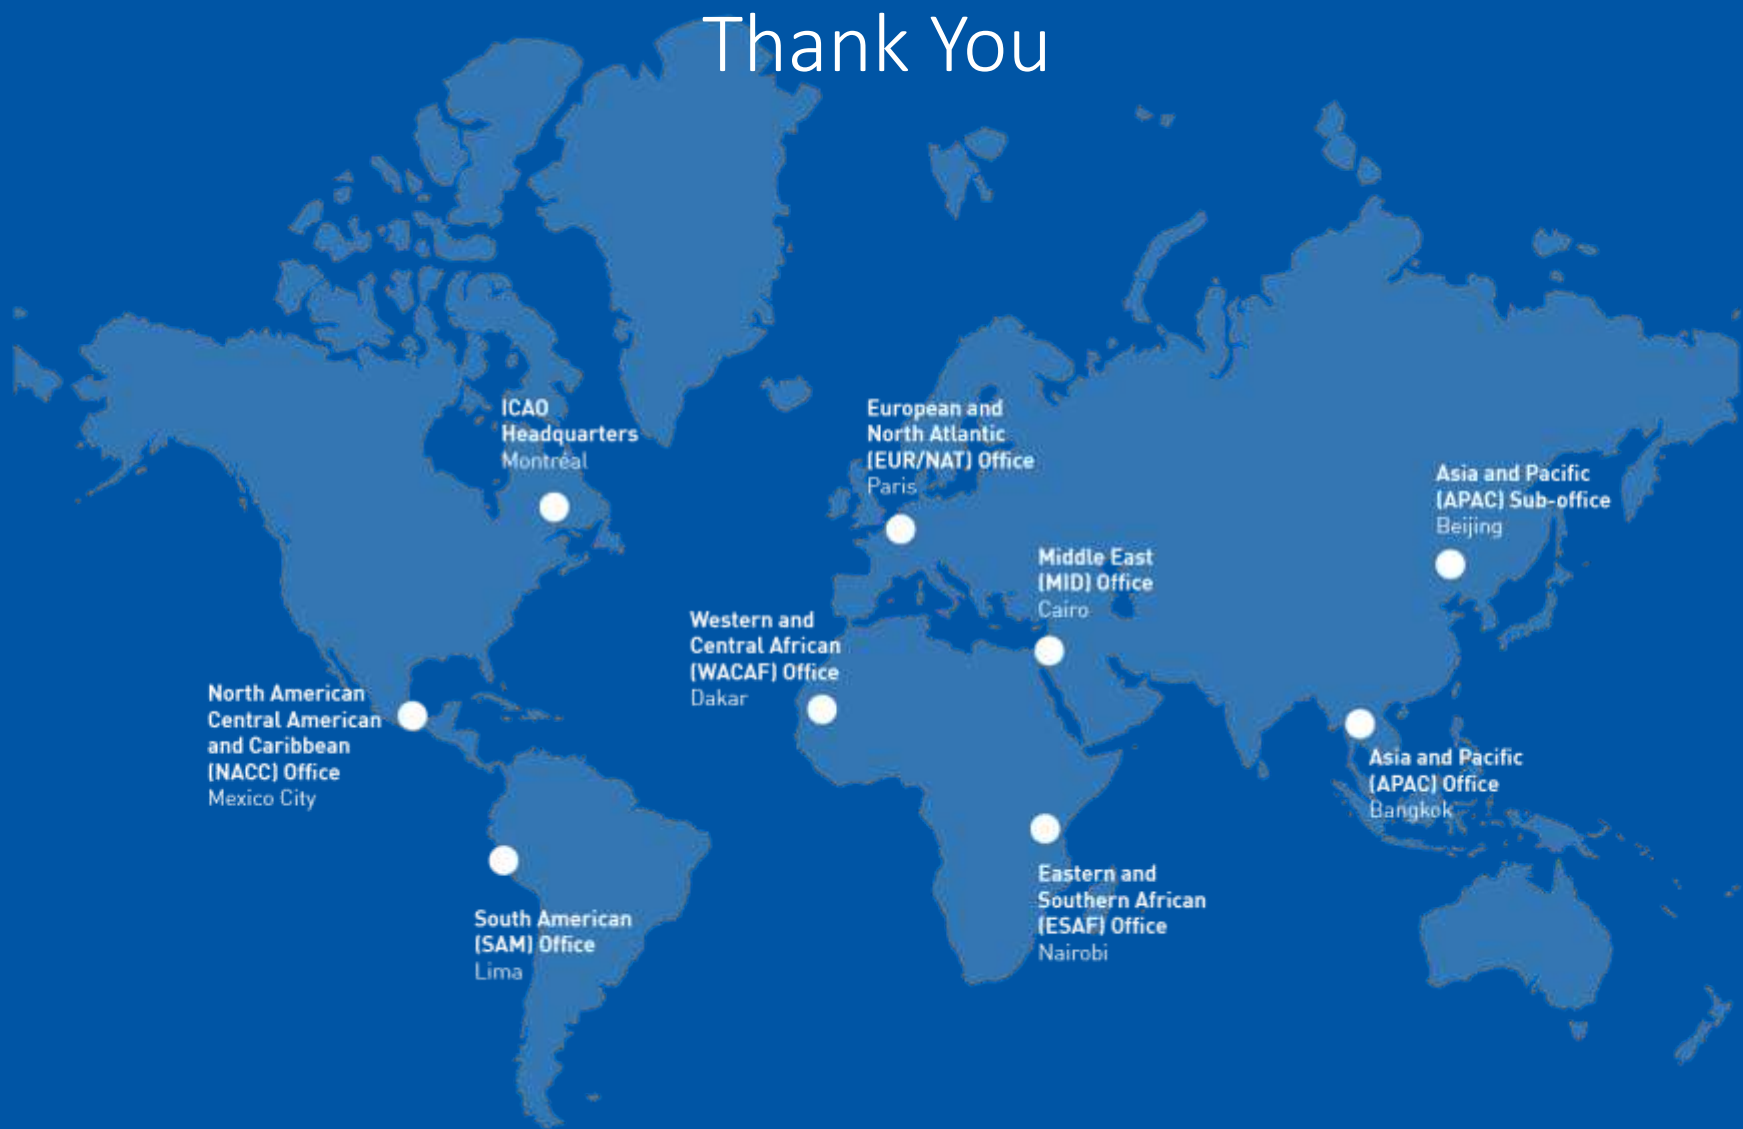 Thank You
ICAO
Headquarters
Montréal
European and
North Atlantic
(EUR/NAT) Office
Paris
Asia and Pacific
(APAC) Sub-office
Beijing
Middle East
(MID) Office
Cairo
Western and
Central African
(WACAF) Office
Dakar
North American
Central American
and Caribbean
(NACC) Office
Mexico City
Asia and Pacific
(APAC) Office
Bangkok
South American
(SAM) Office
Lima
Eastern and
Southern African
(ESAF) Office
Nairobi